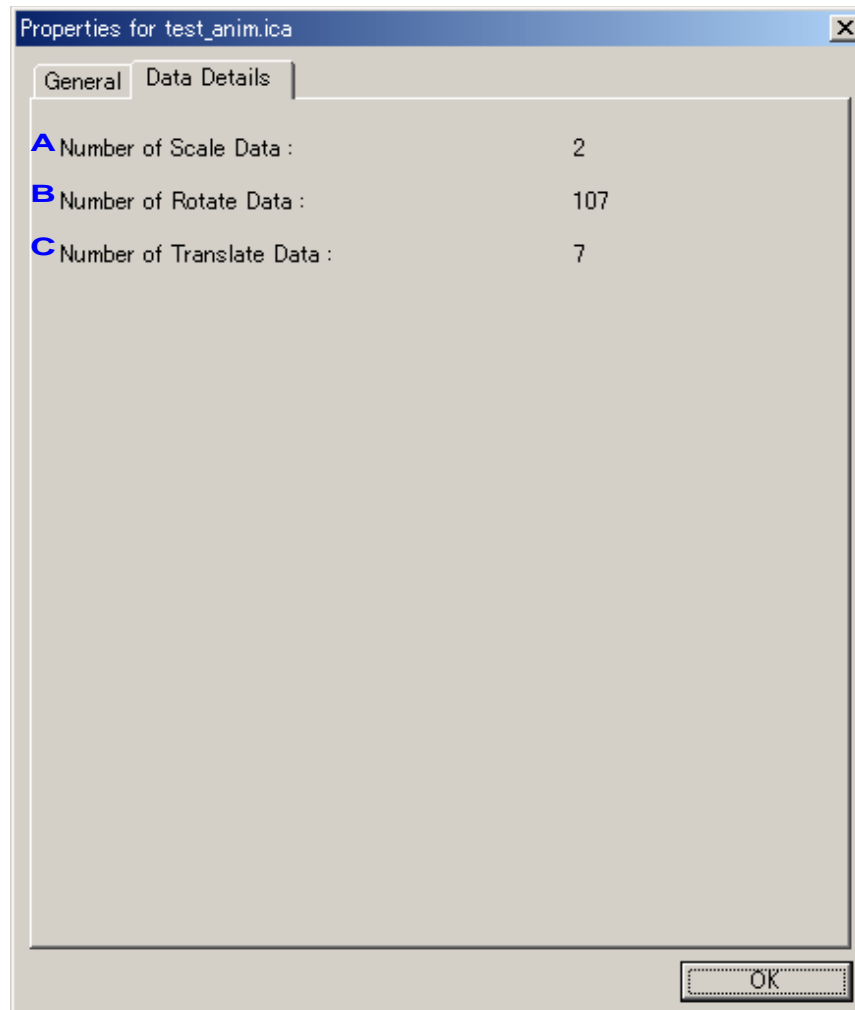 Properties for test_anim.ica
General Data Details
A Number of Scale Data : 2
B Number of Rotate Data : 107
C Number of Translate Data : 7
OK